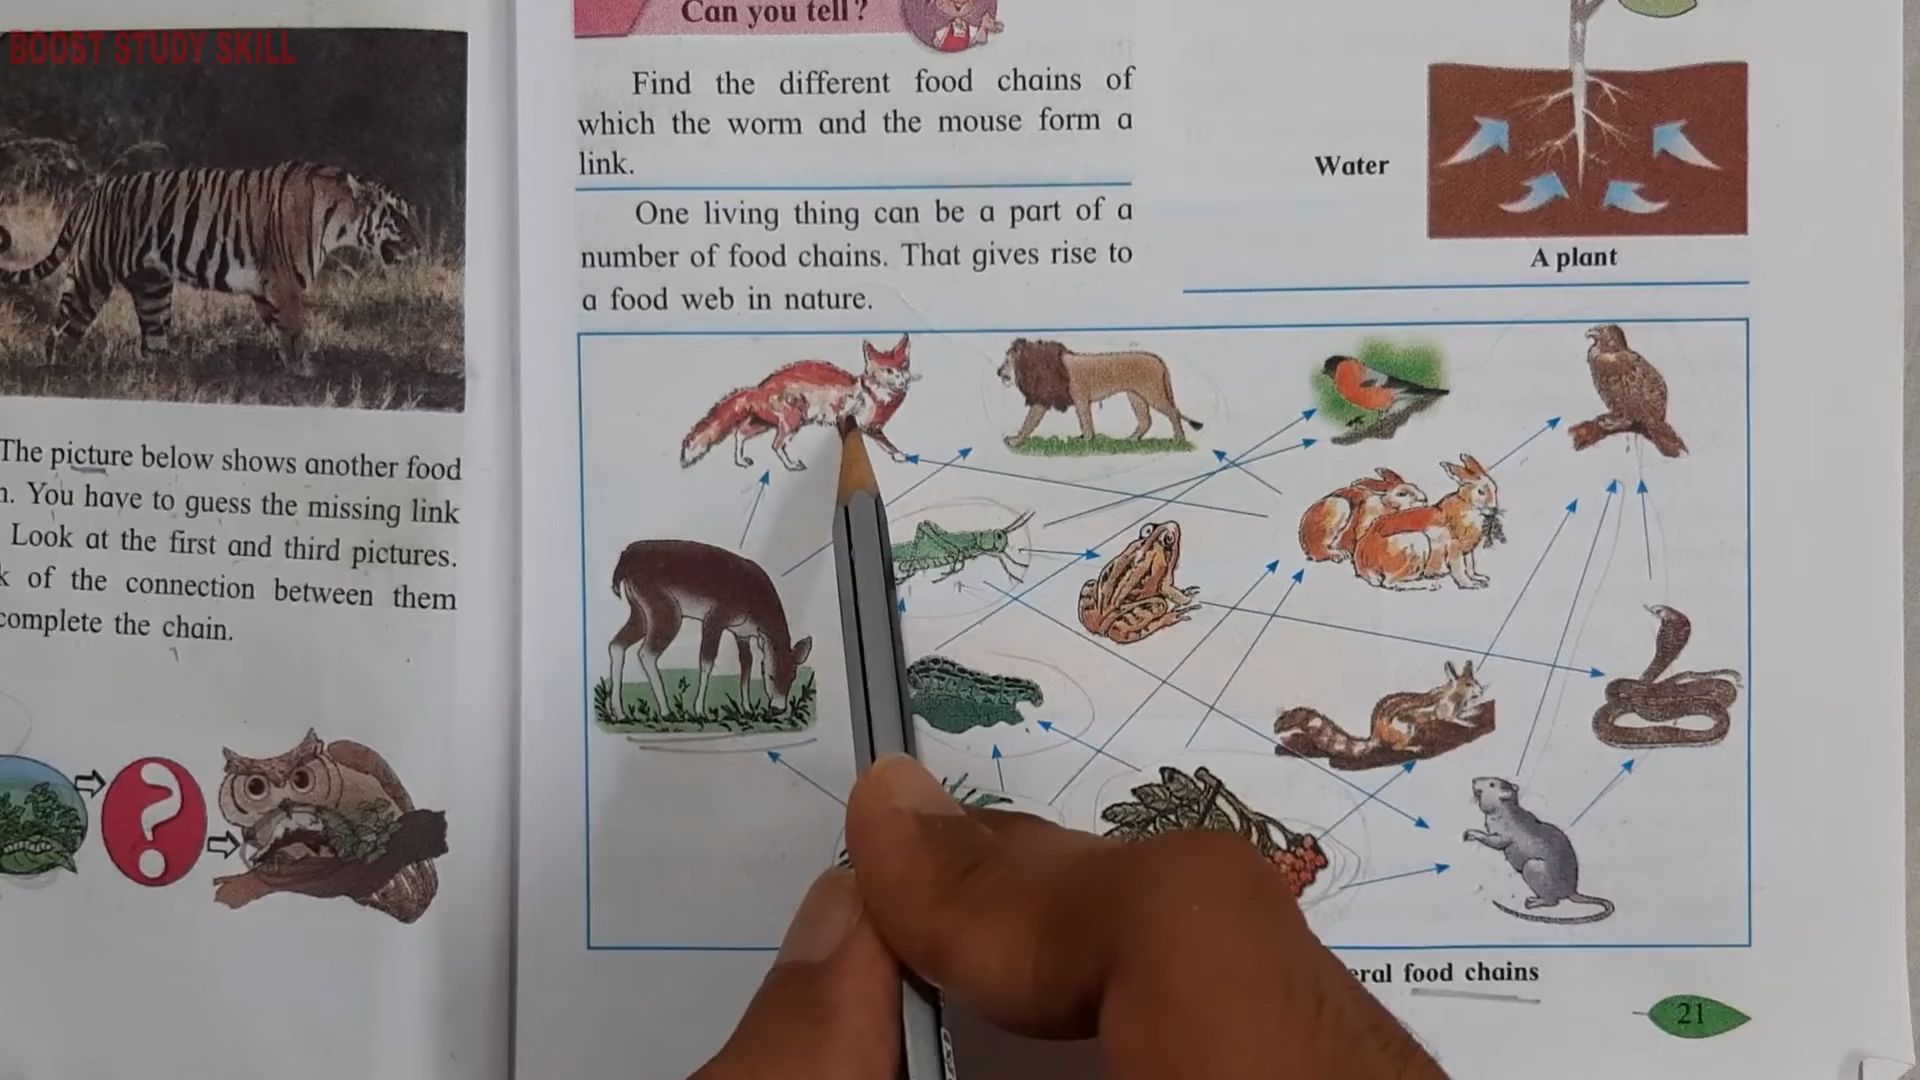 BOOST STUDY SKILL
The picture below shows another food
You have to guess the missing link
Look at the first and third pictures.
of the connection between them
complete the chain.
Can you tell?
Find the different food chains of
which the worm and the mouse form a
link.
One living thing can be a part of a
number of food chains. That gives rise to
a food web in nature.
Water
A plant
?
food chains
21